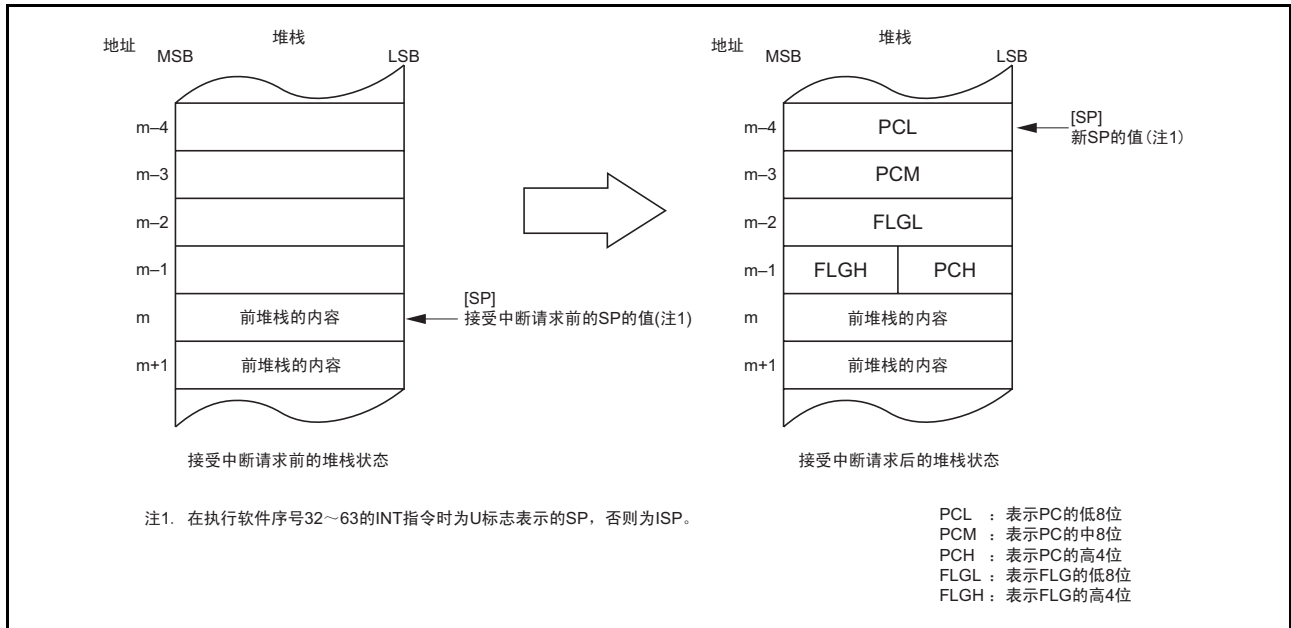 地址
堆栈
MSB
LSB
m–4
m–3
m–2
m–1
m
前堆栈的内容
m+1
前堆栈的内容
[SP]
接受中断请求前的SP的值(注1)
接受中断请求前的堆栈状态
地址
堆栈
MSB
LSB
m–4
PCL
m–3
PCM
m–2
FLGL
m–1
FLGH
PCH
m
前堆栈的内容
m+1
前堆栈的内容
[SP]
新SP的值(注1)
接受中断请求后的堆栈状态
注1. 在执行软件序号32～63的INT指令时为U标志表示的SP，否则为ISP。
PCL ：表示PC的低8位
PCM ：表示PC的中8位
PCH ：表示PC的高4位
FLGL ：表示FLG的低8位
FLGH ：表示FLG的高4位